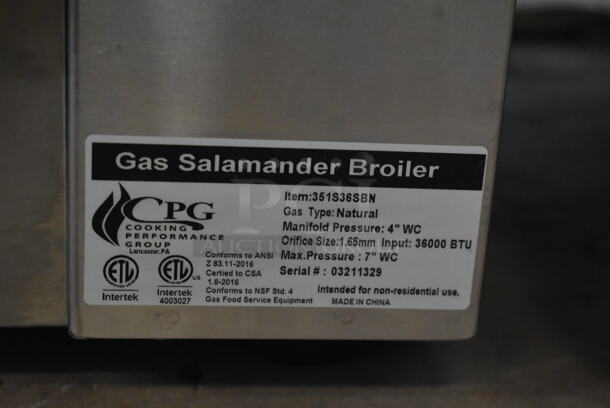 Gas Salamander Broiler
CPG
COOKING
PERFORMANCE
GROUP
Lancaster,PA
Item:351S36SBN
Gas Type: Natural
Manifold Pressure: 4" WC
Orifice Size:1.65mm Input: 36000 BTU
Max.Pressure : 7" WC
Serial # : 03211329
ETL
Intertek
ETL
US
Intertek
4003027
Conforms to ANSI
Z 83.11-2016
Certied to CSA
1.8-2016
Conforms to NSF Std. 4
Gas Food Service Equipment
Intended for non-residential use.
MADE IN CHINA